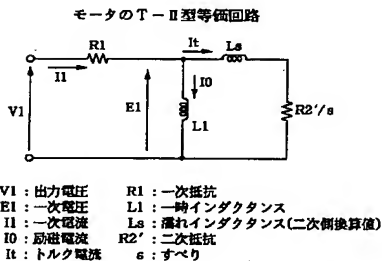 モータのT－Ⅱ型等価回路
It Ls
R1
I1 I0
V1 E1 L1 R2'/s
V1：出力電圧 R1：一次抵抗
E1：一次電圧 L1：一時インダクタンス
I1：一次電流 Ls：漏れインダクタンス(二次側換算値)
I0：励磁電流 R2'：二次抵抗
It：トルク電流 s：すべり